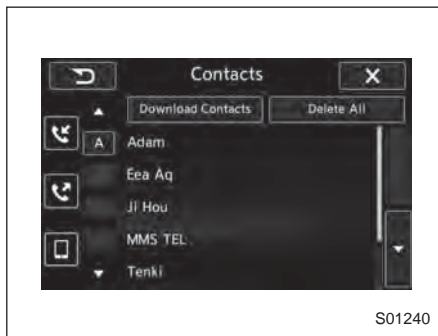 Contacts X
Download Contacts Delete All
A Adam
Eea Aq
Ji Hou
MMS TEL
Tenki
S01240